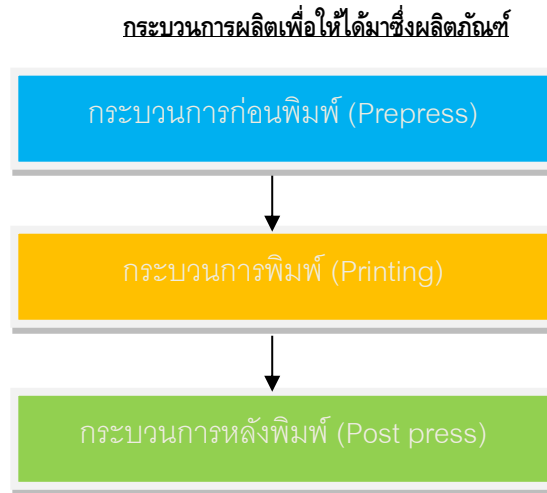 กระบวนการผลิตเพื่อให้ได้มาซึ่งผลิตภัณฑ์
กระบวนการก่อนพิมพ์ (Prepress)
กระบวนการพิมพ์ (Printing)
กระบวนการหลังพิมพ์ (Post press)